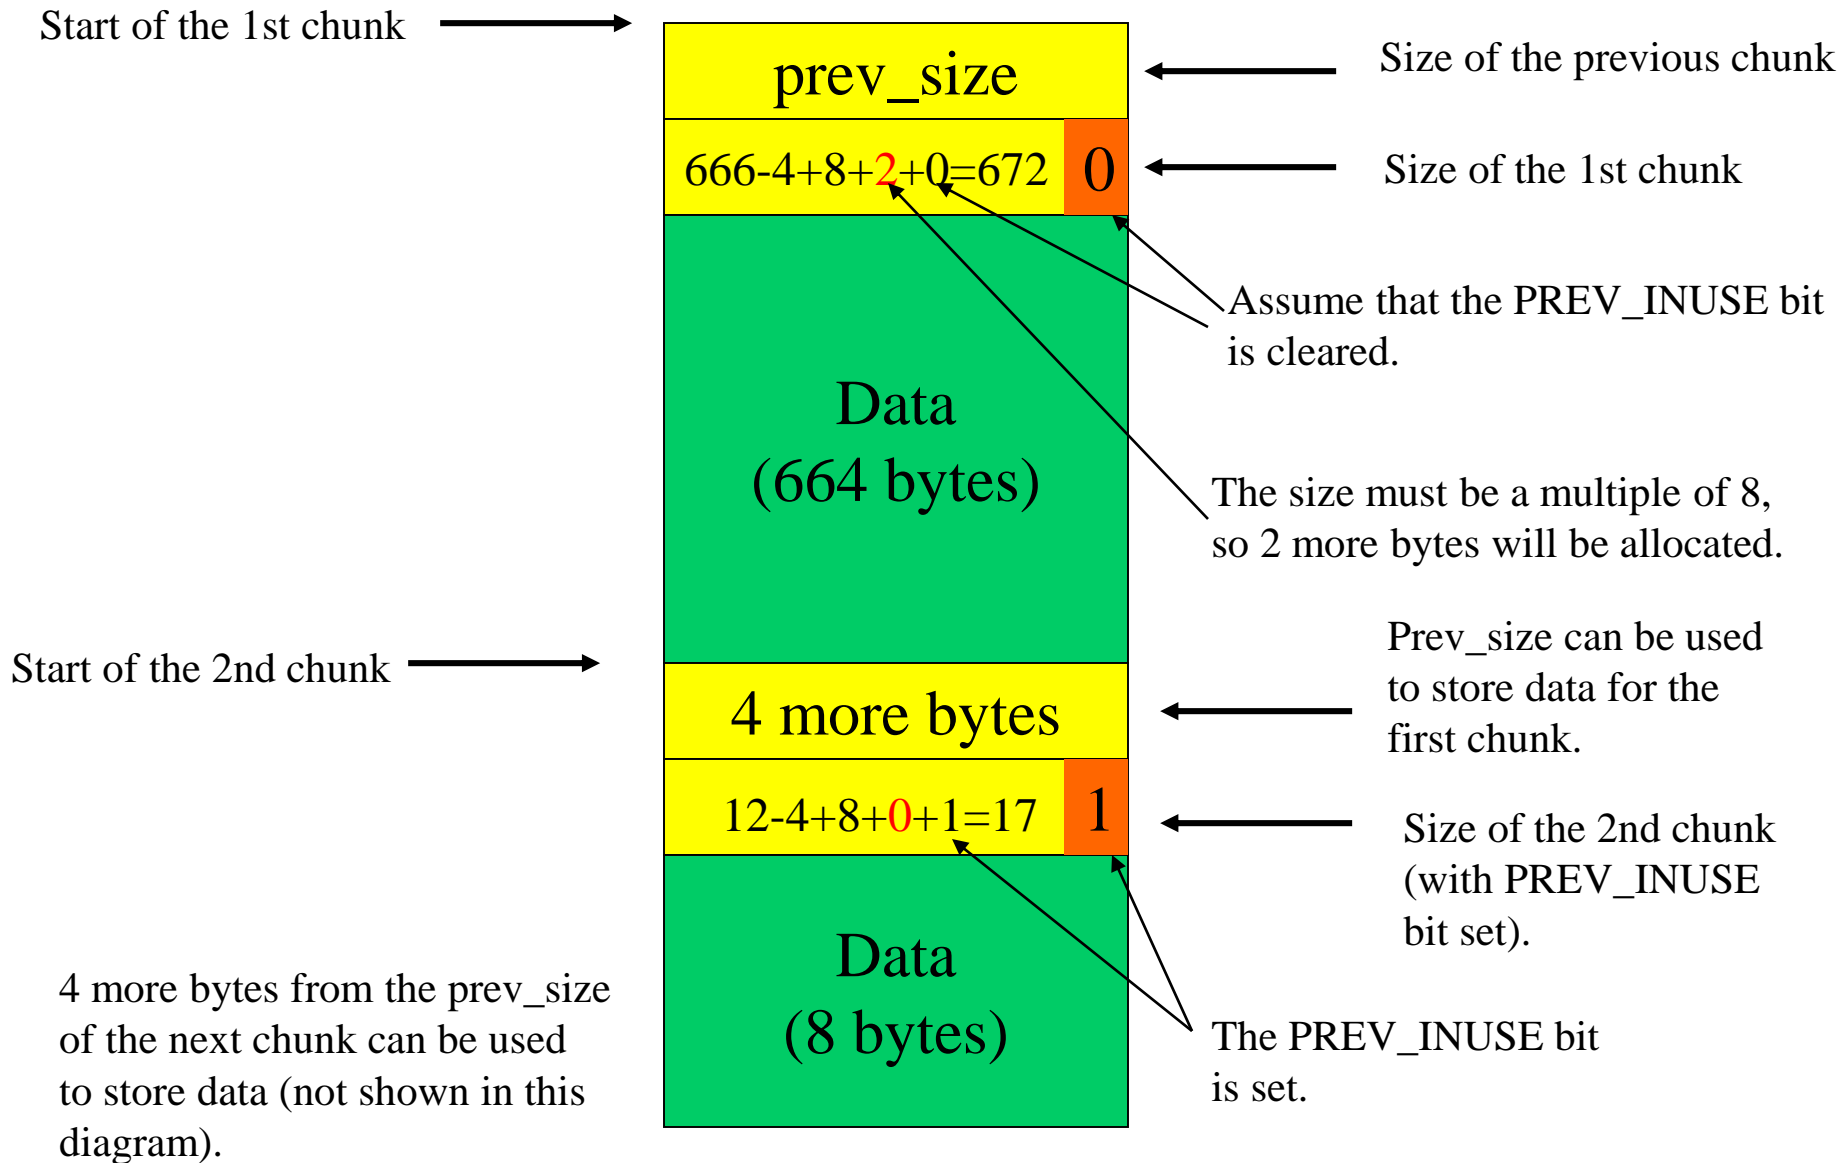 Start of the 1st chunk
prev_size
Size of the previous chunk
666-4+8+2+0=672
0
Size of the 1st chunk
Assume that the PREV_INUSE bit
is cleared.
Data
(664 bytes)
The size must be a multiple of 8,
so 2 more bytes will be allocated.
Start of the 2nd chunk
4 more bytes
Prev_size can be used
to store data for the
first chunk.
12-4+8+0+1=17
1
Size of the 2nd chunk
(with PREV_INUSE
bit set).
Data
(8 bytes)
4 more bytes from the prev_size
of the next chunk can be used
to store data (not shown in this
diagram).
The PREV_INUSE bit
is set.